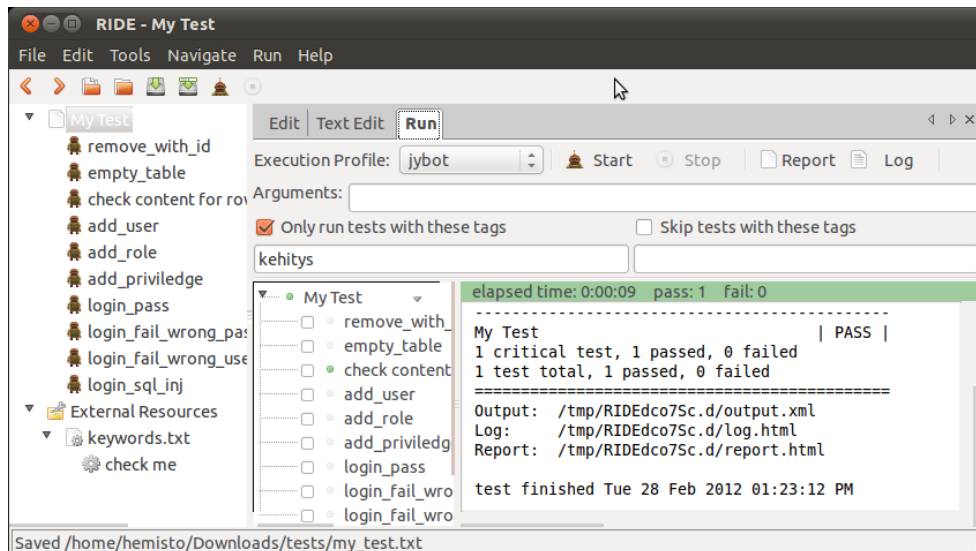 RIDE - My Test
File Edit Tools Navigate Run Help
My Test
remove_with_id
empty_table
check content for rov
add_user
add_role
add_priviledge
login_pass
login_fail_wrong_pas
login_fail_wrong_use
login_sql_inj
External Resources
keywords.txt
check me
Edit Text Edit Run
Execution Profile: jybot Start Stop Report Log
Arguments:
Only run tests with these tags Skip tests with these tags
kehitys
My Test
remove_with_
empty_table
check content
add_user
add_role
add_priviledg
login_pass
login_fail_wro
login_fail_wro
elapsed time: 0:00:09 pass: 1 fail: 0
------------------------------------------------
My Test | PASS |
1 critical test, 1 passed, 0 failed
1 test total, 1 passed, 0 failed
================================================
Output: /tmp/RIDEdco7Sc.d/output.xml
Log: /tmp/RIDEdco7Sc.d/log.html
Report: /tmp/RIDEdco7Sc.d/report.html
test finished Tue 28 Feb 2012 01:23:12 PM
Saved /home/hemisto/Downloads/tests/my_test.txt